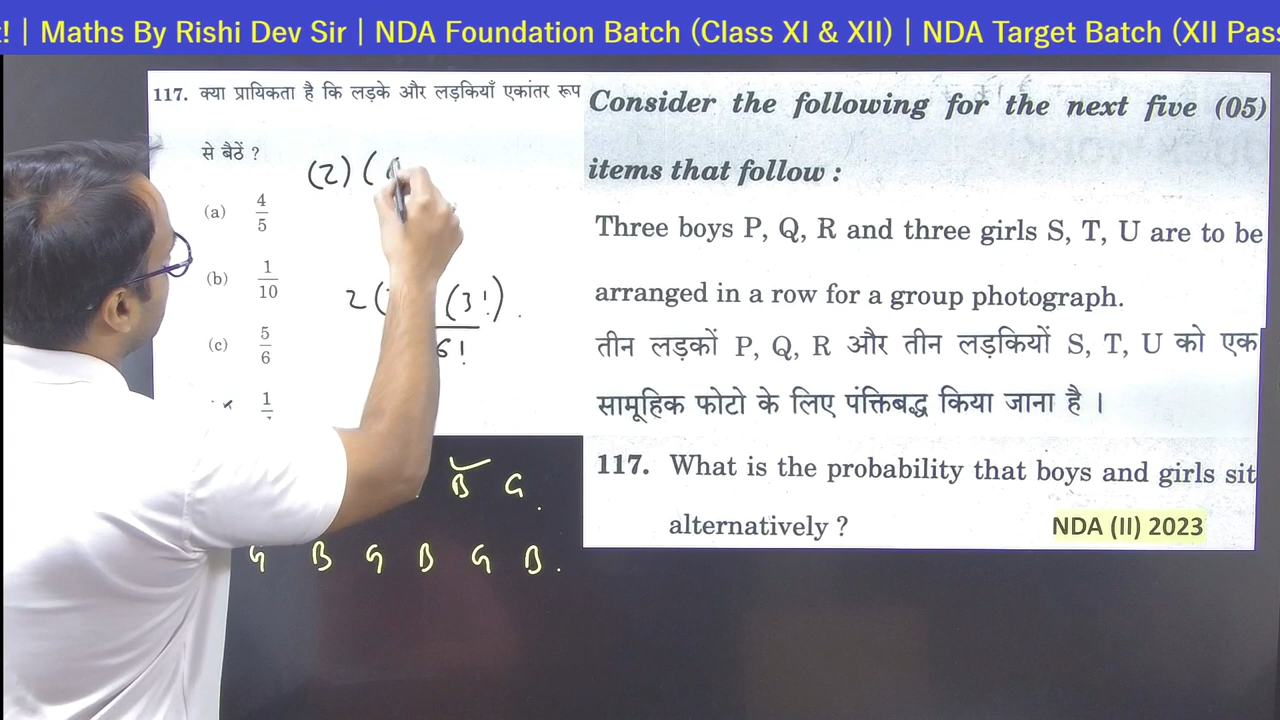 ! | Maths By Rishi Dev Sir | NDA Foundation Batch (Class XI & XII) | NDA Target Batch (XII Pass
117. क्या प्रायिकता है कि लड़के और लड़कियाँ एकांतर रूप
से बैठें ?
(a) 4/5
(b) 1/10
(c) 5/6
(2) (
2 ( (3!) .
6!
B G .
G B G B G B .
Consider the following for the next five (05)
items that follow :
Three boys P, Q, R and three girls S, T, U are to be
arranged in a row for a group photograph.
तीन लड़कों P, Q, R और तीन लड़कियों S, T, U को एक
सामूहिक फोटो के लिए पंक्तिबद्ध किया जाना है ।
117. What is the probability that boys and girls sit
alternatively ?
NDA (II) 2023